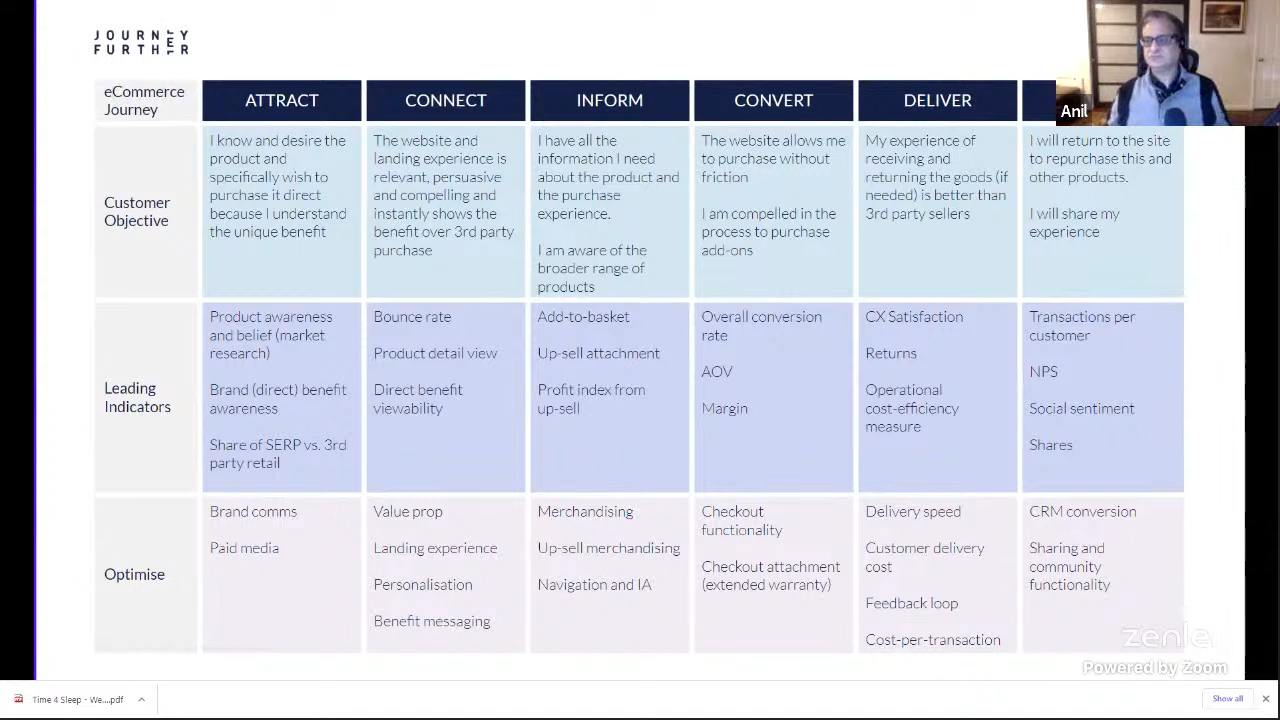 JOURNEY
FURTHER
eCommerce
Journey
ATTRACT
CONNECT
INFORM
CONVERT
DELIVER
Anil
Customer
Objective
I know and desire the
product and
specifically wish to
purchase it direct
because I understand
the unique benefit
The website and
landing experience is
relevant, persuasive
and compelling and
instantly shows the
benefit over 3rd party
purchase
I have all the
information I need
about the product and
the purchase
experience.
I am aware of the
broader range of
products
The website allows me
to purchase without
friction
I am compelled in the
process to purchase
add-ons
My experience of
receiving and
returning the goods (if
needed) is better than
3rd party sellers
I will return to the site
to repurchase this and
other products.
I will share my
experience
Leading
Indicators
Product awareness
and belief (market
research)
Brand (direct) benefit
awareness
Share of SERP vs. 3rd
party retail
Bounce rate
Product detail view
Direct benefit
viewability
Add-to-basket
Up-sell attachment
Profit index from
up-sell
Overall conversion
rate
AOV
Margin
CX Satisfaction
Returns
Operational
cost-efficiency
measure
Transactions per
customer
NPS
Social sentiment
Shares
Optimise
Brand comms
Paid media
Value prop
Landing experience
Personalisation
Benefit messaging
Merchandising
Up-sell merchandising
Navigation and IA
Checkout
functionality
Checkout attachment
(extended warranty)
Delivery speed
Customer delivery
cost
Feedback loop
Cost-per-transaction
CRM conversion
Sharing and
community
functionality
zenler
Powered by Zoom
Time 4 Sleep - We....pdf
Show all